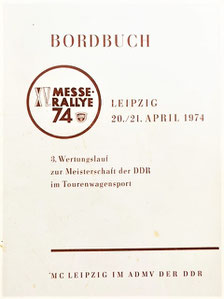 BORDBUCH
XV MESSE-
RALLYE
74
LEIPZIG
20./21. APRIL 1974
3. Wertungslauf
zur Meisterschaft der DDR
im Tourenwagensport
MC LEIPZIG IM ADMV DER DDR